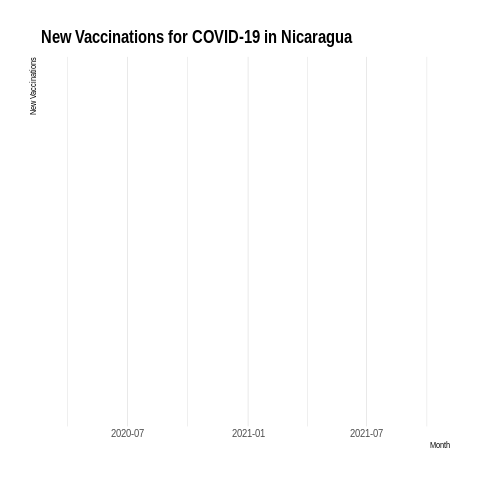 New Vaccinations for COVID-19 in Nicaragua
New Vaccinations
2020-07
2021-01
2021-07
Month